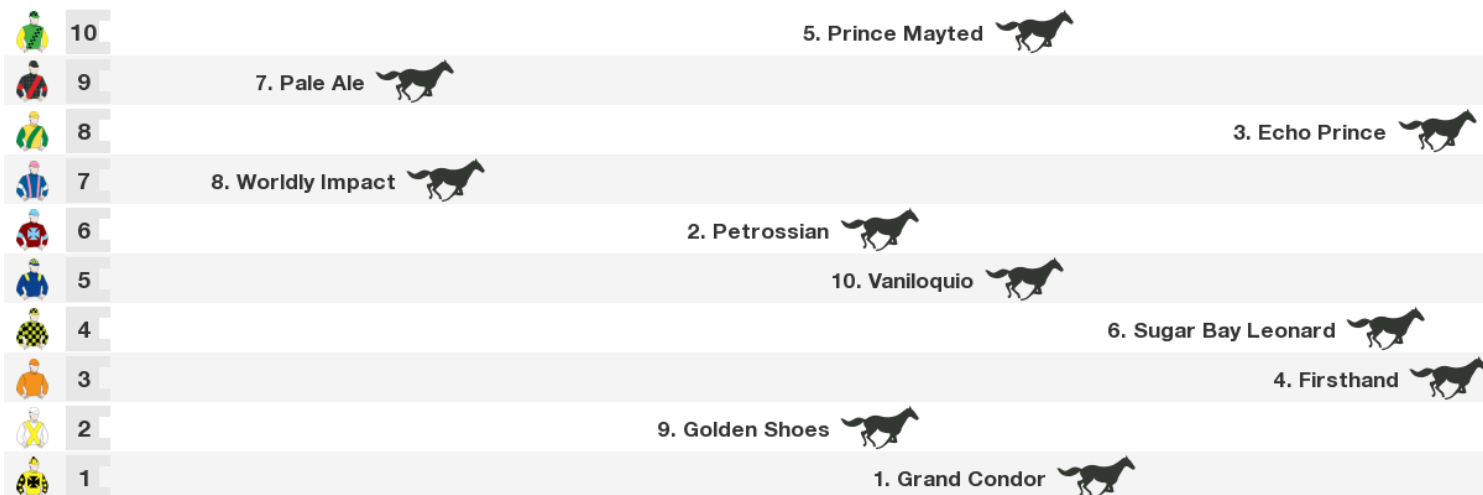 10 5. Prince Mayted
9 7. Pale Ale
8 3. Echo Prince
7 8. Worldly Impact
6 2. Petrossian
5 10. Vaniloquio
4 6. Sugar Bay Leonard
3 4. Firsthand
2 9. Golden Shoes
1 1. Grand Condor